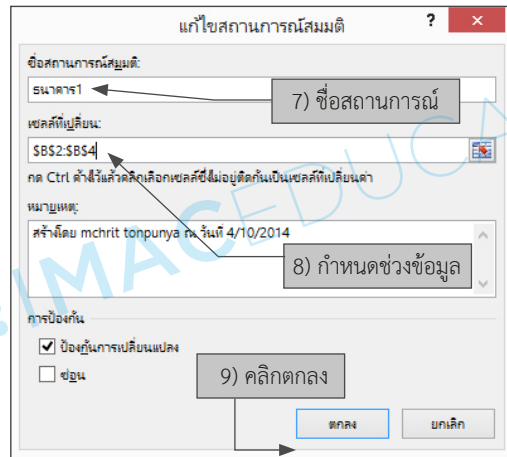 แก้ไขสถานการณ์สมมติ ? ×
ชื่อสถานการณ์สมมติ:
ธนาคาร1
7) ชื่อสถานการณ์
เซลล์ที่เปลี่ยน:
$B$2:$B$4
กด Ctrl ค้างไว้แล้วคลิกเลือกเซลล์ซึ่งไม่อยู่ติดกันเป็นเซลล์ที่เปลี่ยนค่า
หมายเหตุ:
สร้างโดย mchrit tonpunya ณ วันที่ 4/10/2014
8) กำหนดช่วงข้อมูล
การป้องกัน
ป้องกันการเปลี่ยนแปลง
ซ่อน
9) คลิกตกลง
ตกลง ยกเลิก
IMACEDUCA